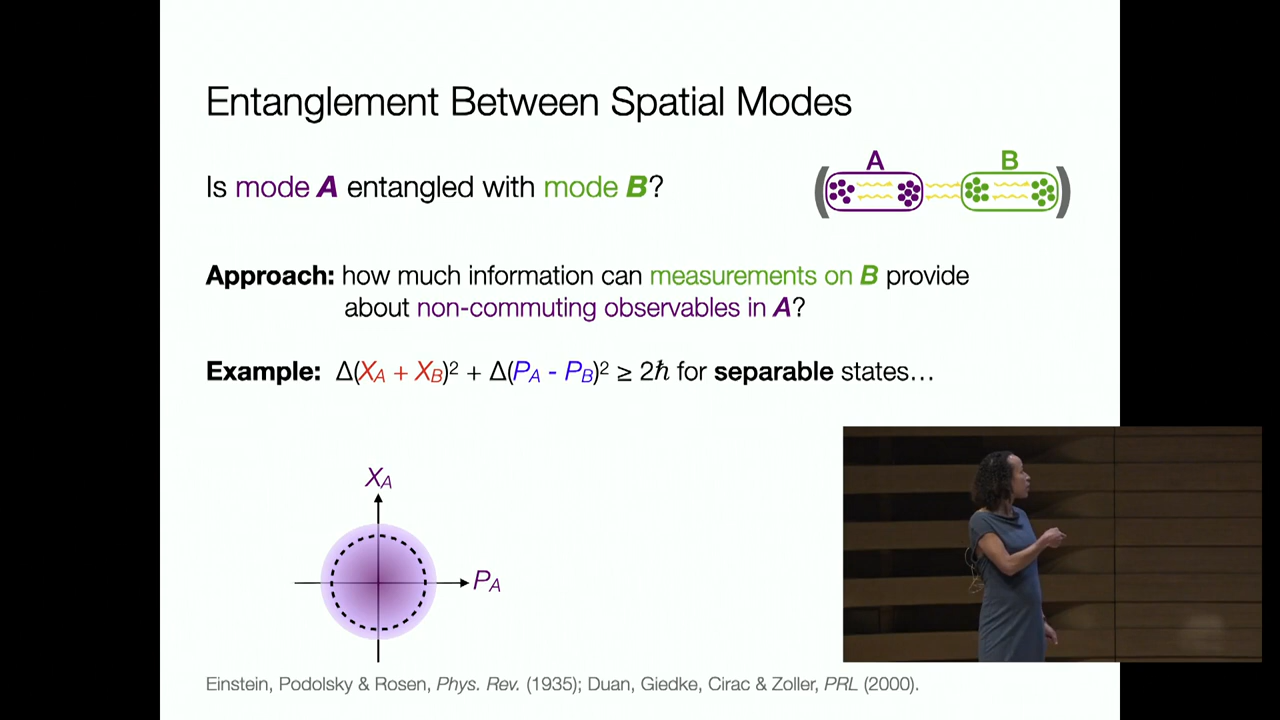 Entanglement Between Spatial Modes
A B
Is mode A entangled with mode B?
Approach: how much information can measurements on B provide
about non-commuting observables in A?
Example: Δ(XA + XB)² + Δ(PA - PB)² ≥ 2ℏ for separable states…
XA
PA
Einstein, Podolsky & Rosen, Phys. Rev. (1935); Duan, Giedke, Cirac & Zoller, PRL (2000).